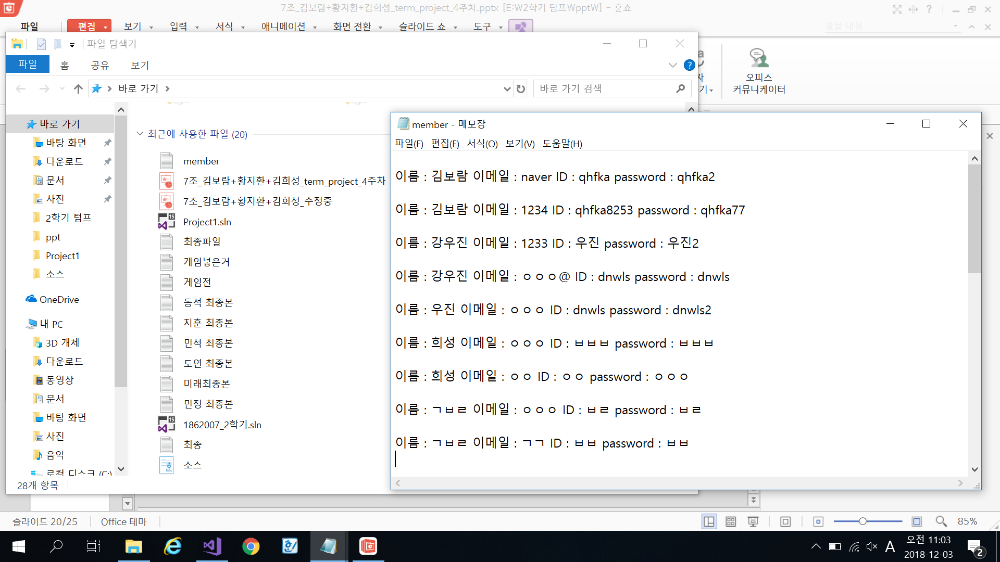 7조_김보람+황지환+김희성_term_project_4주차.pptx [E:\2학기 텀프\ppt\] - 한쇼
파일 편집 보기 입력 서식 애니메이션 화면 전환 슬라이드 쇼 도구 찾을 내용
파일 탐색기
파일 홈 공유 보기
바로 가기
바로 가기 검색
오피스
커뮤니케이터
바로 가기
바탕 화면
다운로드
문서
사진
2학기 텀프
ppt
Project1
소스
OneDrive
내 PC
3D 개체
다운로드
동영상
문서
바탕 화면
사진
음악
로컬 디스크 (C:)
28개 항목
최근에 사용한 파일 (20)
member
7조_김보람+황지환+김희성_term_project_4주차
7조_김보람+황지환+김희성_수정중
Project1.sln
최종파일
게임넣은거
게임전
동석 최종본
지훈 최종본
민석 최종본
도연 최종본
미래최종본
민정 최종본
1862007_2학기.sln
최종
소스
member - 메모장
파일(F) 편집(E) 서식(O) 보기(V) 도움말(H)
이름 : 김보람 이메일 : naver ID : qhfka password : qhfka2
이름 : 김보람 이메일 : 1234 ID : qhfka8253 password : qhfka77
이름 : 강우진 이메일 : 1233 ID : 우진 password : 우진2
이름 : 강우진 이메일 : ㅇㅇㅇ@ ID : dnwls password : dnwls
이름 : 우진 이메일 : ㅇㅇㅇ ID : dnwls password : dnwls2
이름 : 희성 이메일 : ㅇㅇㅇ ID : ㅂㅂㅂ password : ㅂㅂㅂ
이름 : 희성 이메일 : ㅇㅇ ID : ㅇㅇ password : ㅇㅇㅇ
이름 : ㄱㅂㄹ 이메일 : ㅇㅇㅇ ID : ㅂㄹ password : ㅂㄹ
이름 : ㄱㅂㄹ 이메일 : ㄱㄱ ID : ㅂㅂ password : ㅂㅂ
슬라이드 20/25 Office 테마 85%
A
오전 11:03
2018-12-03
2